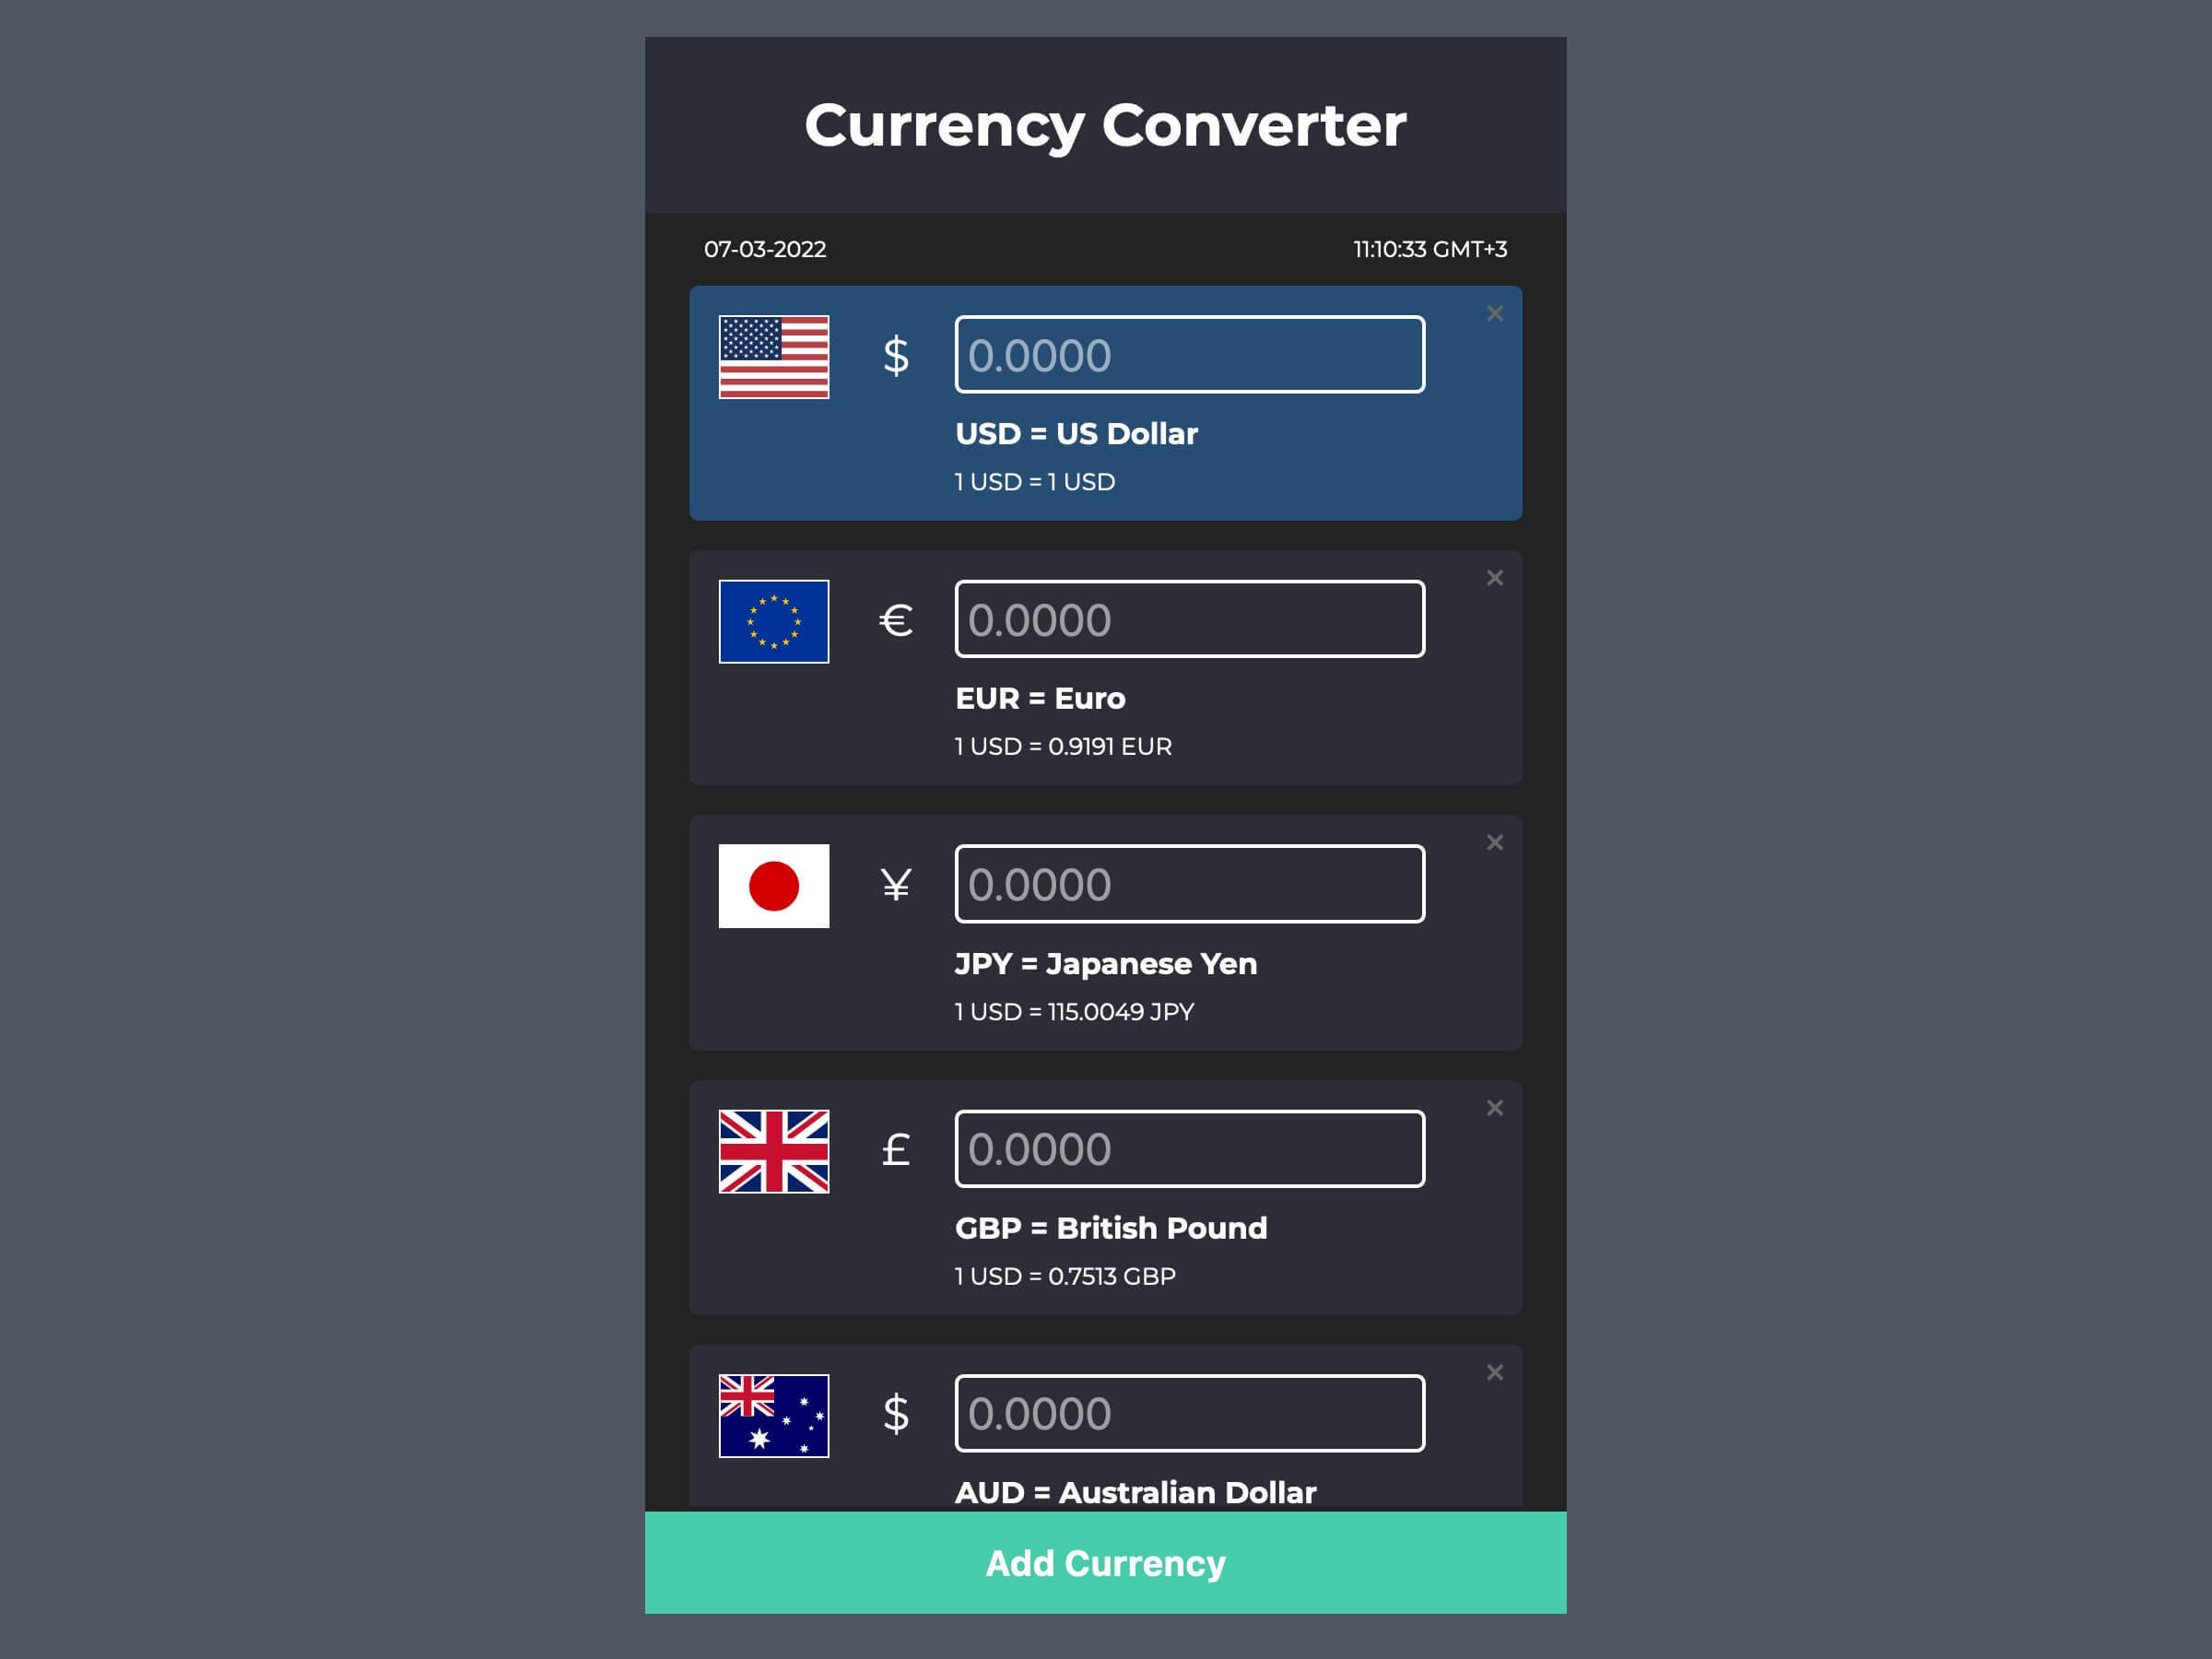 Currency Converter
07-03-2022 11:10:33 GMT+3
×
$ 0.0000
USD = US Dollar
1 USD = 1 USD
×
€ 0.0000
EUR = Euro
1 USD = 0.9191 EUR
×
¥ 0.0000
JPY = Japanese Yen
1 USD = 115.0049 JPY
×
£ 0.0000
GBP = British Pound
1 USD = 0.7513 GBP
×
$ 0.0000
AUD = Australian Dollar
Add Currency